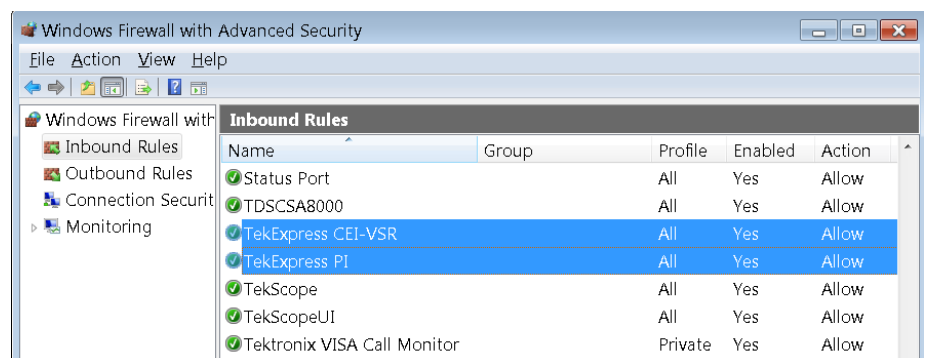 Windows Firewall with Advanced Security
File Action View Help
Windows Firewall with
Inbound Rules
Outbound Rules
Connection Securit
Monitoring
Inbound Rules
Name Group Profile Enabled Action
Status Port All Yes Allow
TDSCSA8000 All Yes Allow
TekExpress CEI-VSR All Yes Allow
TekExpress PI All Yes Allow
TekScope All Yes Allow
TekScopeUI All Yes Allow
Tektronix VISA Call Monitor Private Yes Allow